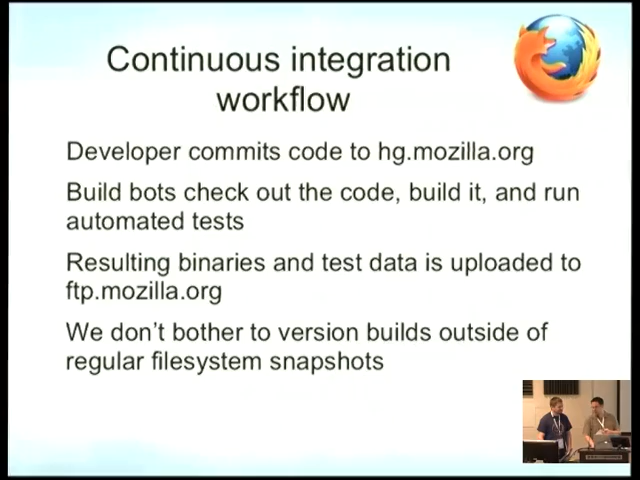 Continuous integration
workflow
Developer commits code to hg.mozilla.org
Build bots check out the code, build it, and run
automated tests
Resulting binaries and test data is uploaded to
ftp.mozilla.org
We don't bother to version builds outside of
regular filesystem snapshots